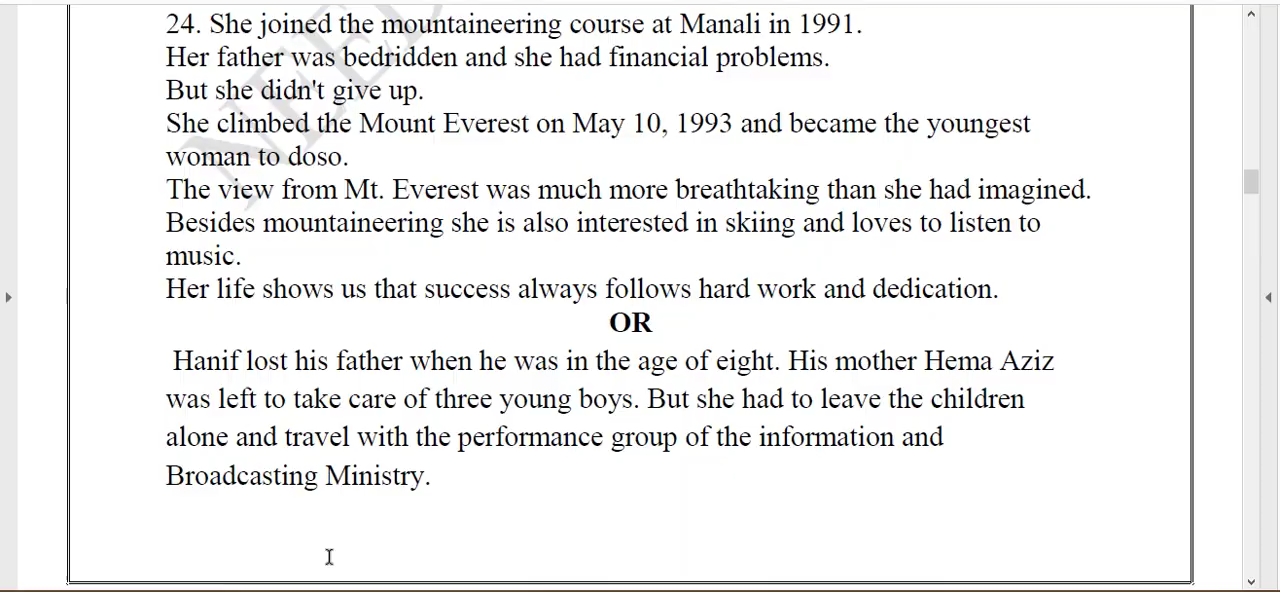 24. She joined the mountaineering course at Manali in 1991.
Her father was bedridden and she had financial problems.
But she didn't give up.
She climbed the Mount Everest on May 10, 1993 and became the youngest
woman to doso.
The view from Mt. Everest was much more breathtaking than she had imagined.
Besides mountaineering she is also interested in skiing and loves to listen to
music.
Her life shows us that success always follows hard work and dedication.
OR
Hanif lost his father when he was in the age of eight. His mother Hema Aziz
was left to take care of three young boys. But she had to leave the children
alone and travel with the performance group of the information and
Broadcasting Ministry.